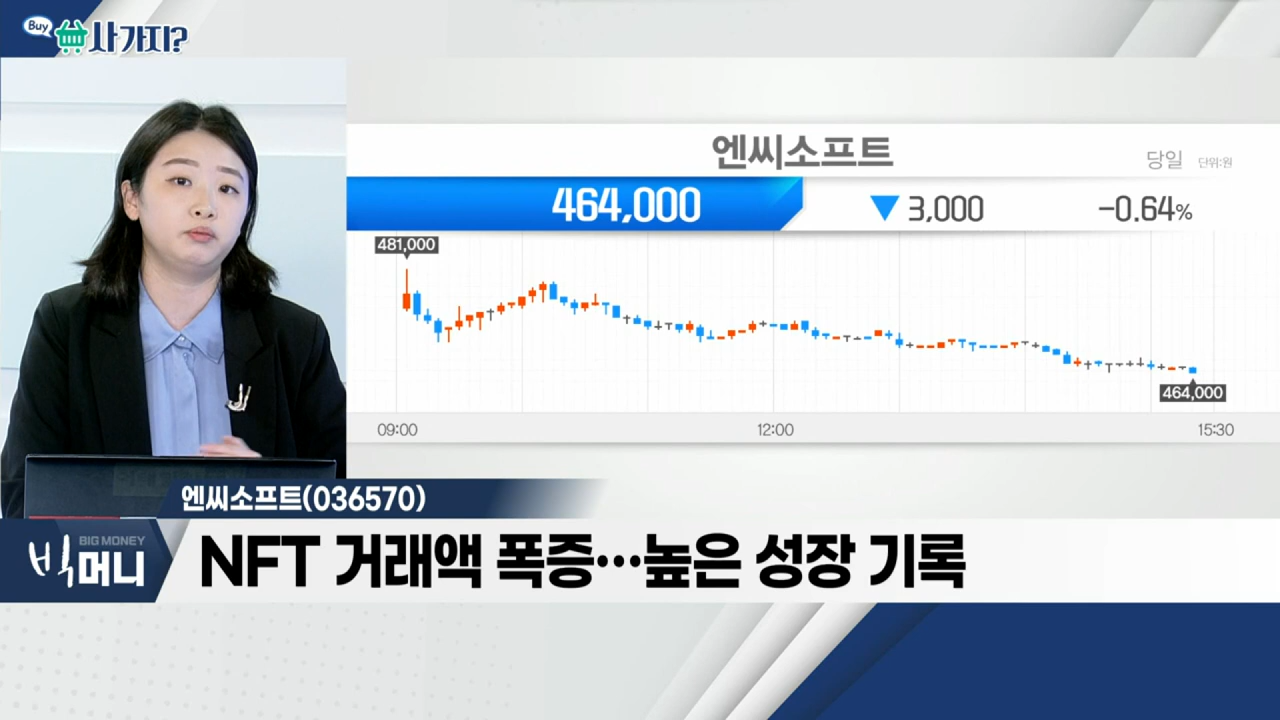 Buy 사가지?
엔씨소프트
당일 단위:원
464,000 ▼ 3,000 -0.64%
481,000
464,000
09:00 12:00 15:30
엔씨소프트(036570)
BIG MONEY
빅머니
NFT 거래액 폭증…높은 성장 기록